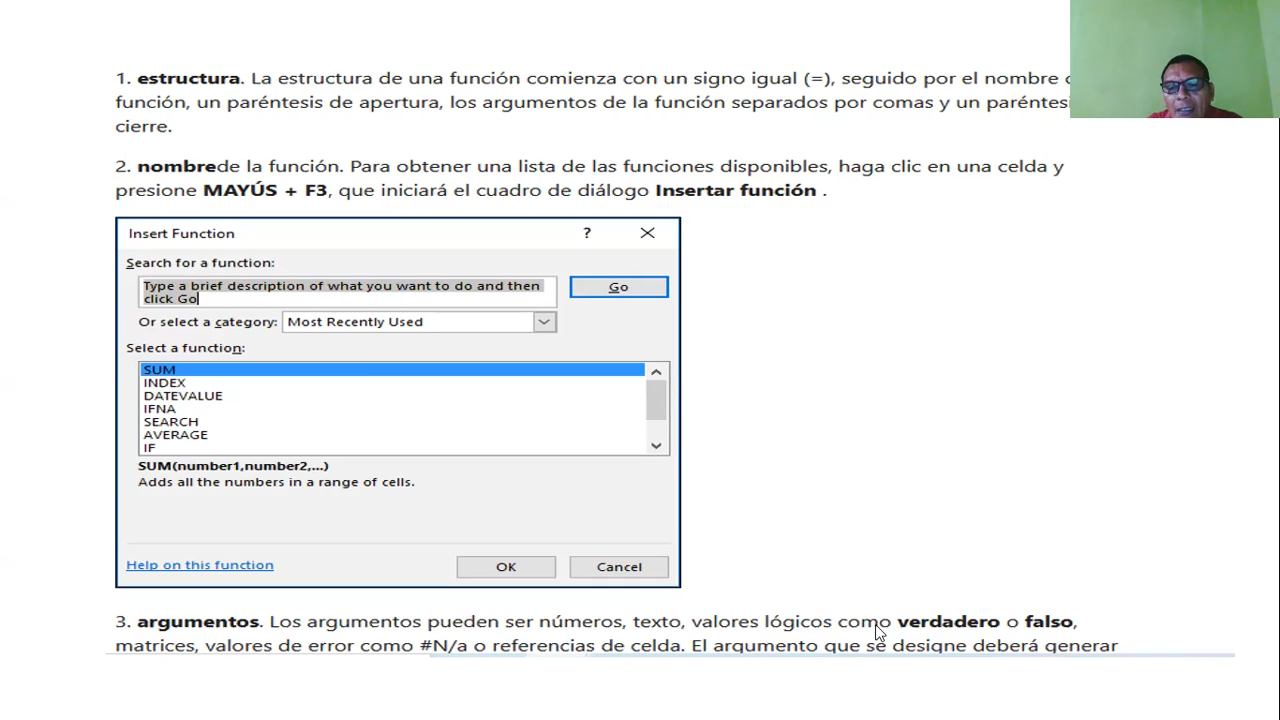 1. estructura. La estructura de una función comienza con un signo igual (=), seguido por el nombre
función, un paréntesis de apertura, los argumentos de la función separados por comas y un
cierre.
2. nombrede la función. Para obtener una lista de las funciones disponibles, haga clic en una celda y
presione MAYÚS + F3, que iniciará el cuadro de diálogo Insertar función .
Insert Function ?
Search for a function:
Type a brief description of what you want to do and then
click Go
Go
Or select a category: Most Recently Used
Select a function:
SUM
INDEX
DATEVALUE
IFNA
SEARCH
AVERAGE
IF
SUM(number1,number2,...)
Adds all the numbers in a range of cells.
Help on this function
OK
Cancel
3. argumentos. Los argumentos pueden ser números, texto, valores lógicos como verdadero o falso,
matrices, valores de error como #N/a o referencias de celda. El argumento que se designe deberá generar